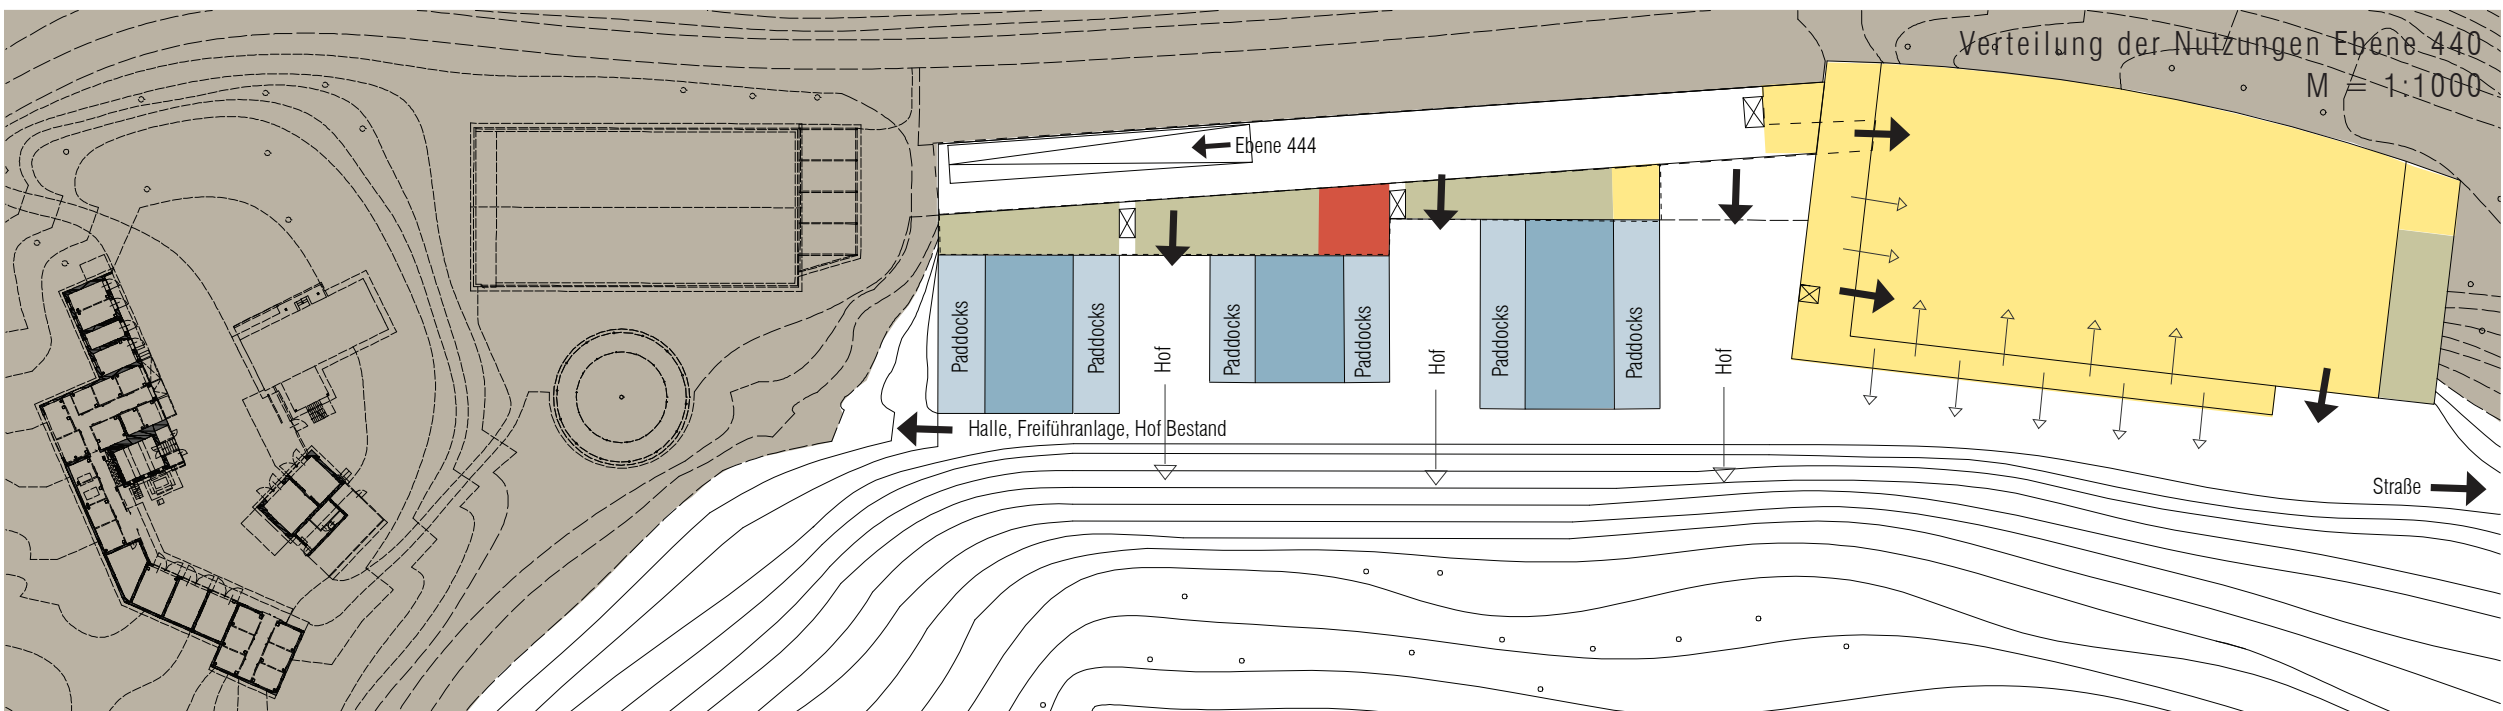 Verteilung der Nutzungen Ebene 440
M = 1:1000
Ebene 444
Paddocks
Paddocks
Hof
Paddocks
Paddocks
Hof
Paddocks
Paddocks
Hof
Halle, Freiführanlage, Hof Bestand
Straße